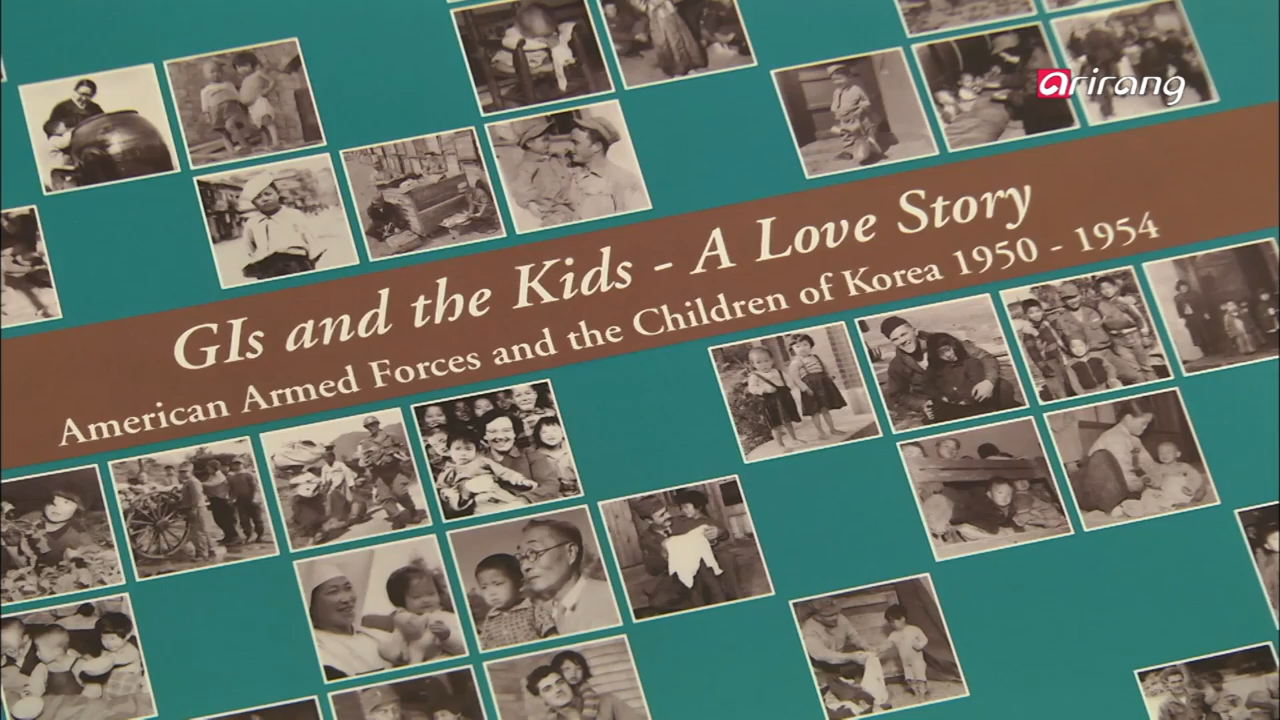 arirang
GIs and the Kids - A Love Story
American Armed Forces and the Children of Korea 1950 - 1954